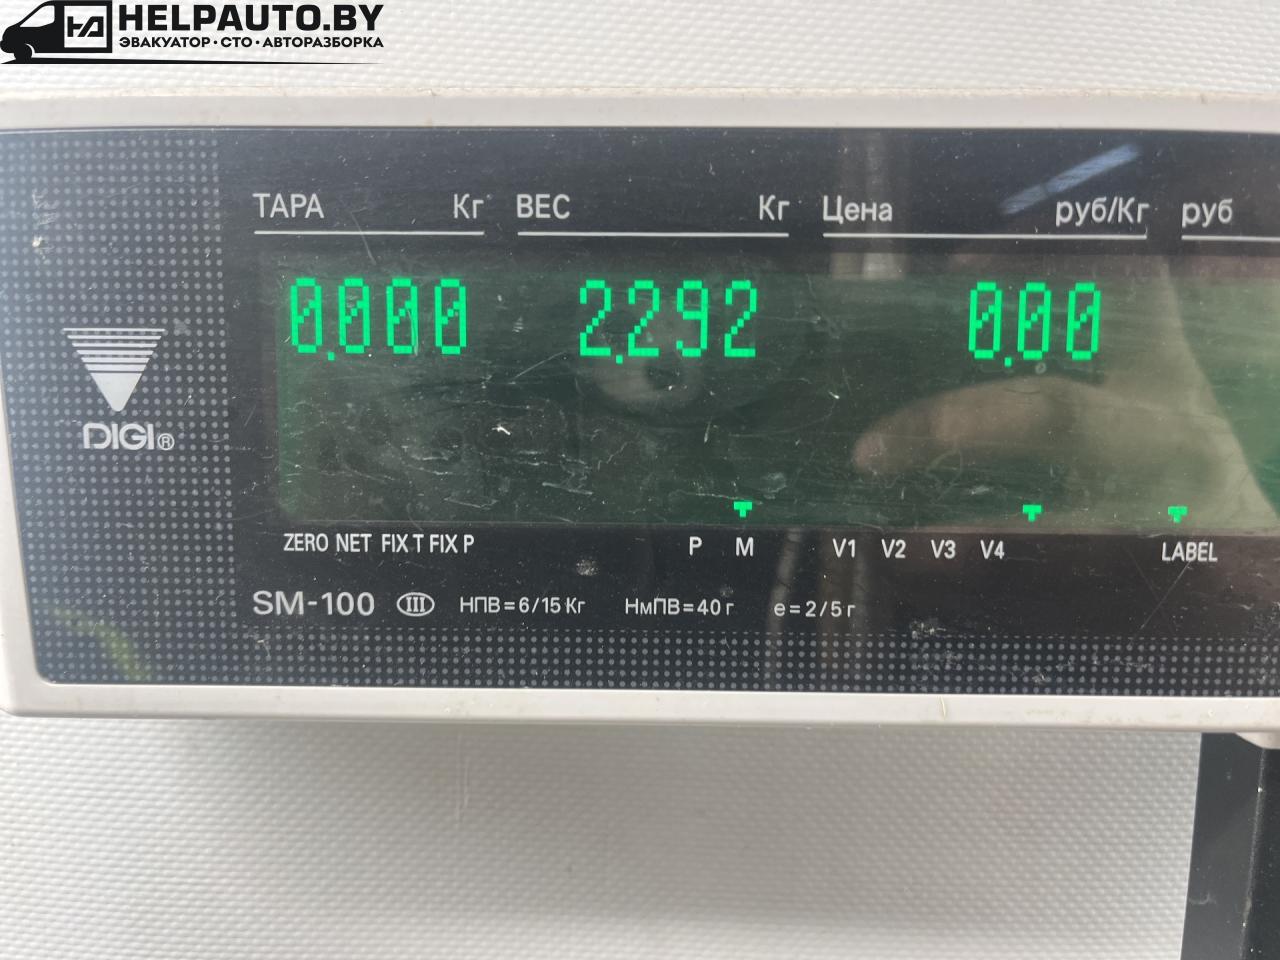 HELPAUTO.BY
ЭВАКУАТОР · СТО · АВТОРАЗБОРКА
ТАРА Кг ВЕС Кг Цена руб/Кг руб
0.000 2.292 0.00
DIGI®
ZERO NET FIX T FIX P P M V1 V2 V3 V4 LABEL
SM-100 III НПВ=6/15 Кг НмПВ=40 г e=2/5 г